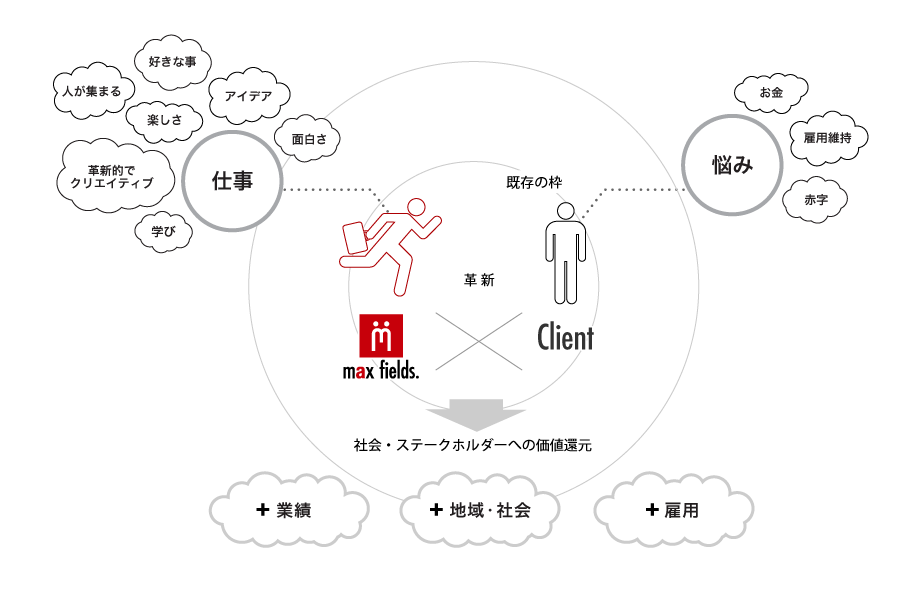 好きな事
人が集まる
アイデア
楽しさ
面白さ
革新的で
クリエイティブ
仕事
学び
お金
雇用維持
悩み
赤字
既存の枠
革新
max fields.
Client
社会・ステークホルダーへの価値還元
+ 業績
+ 地域・社会
+ 雇用